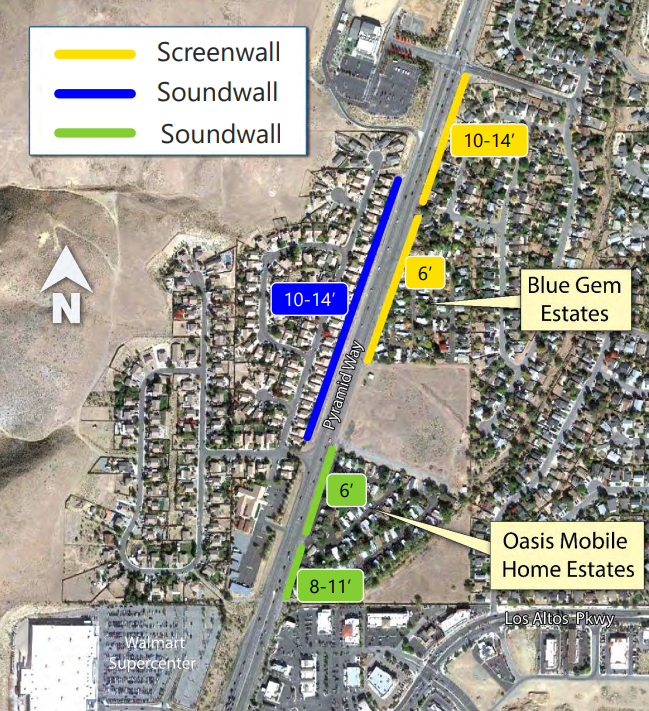 Screenwall
Soundwall
Soundwall
10-14’
6’
10-14’
Blue Gem
Estates
N
Pyramid Way
6’
Oasis Mobile
Home Estates
8-11’
Los Altos Pkwy
Walmart
Supercenter